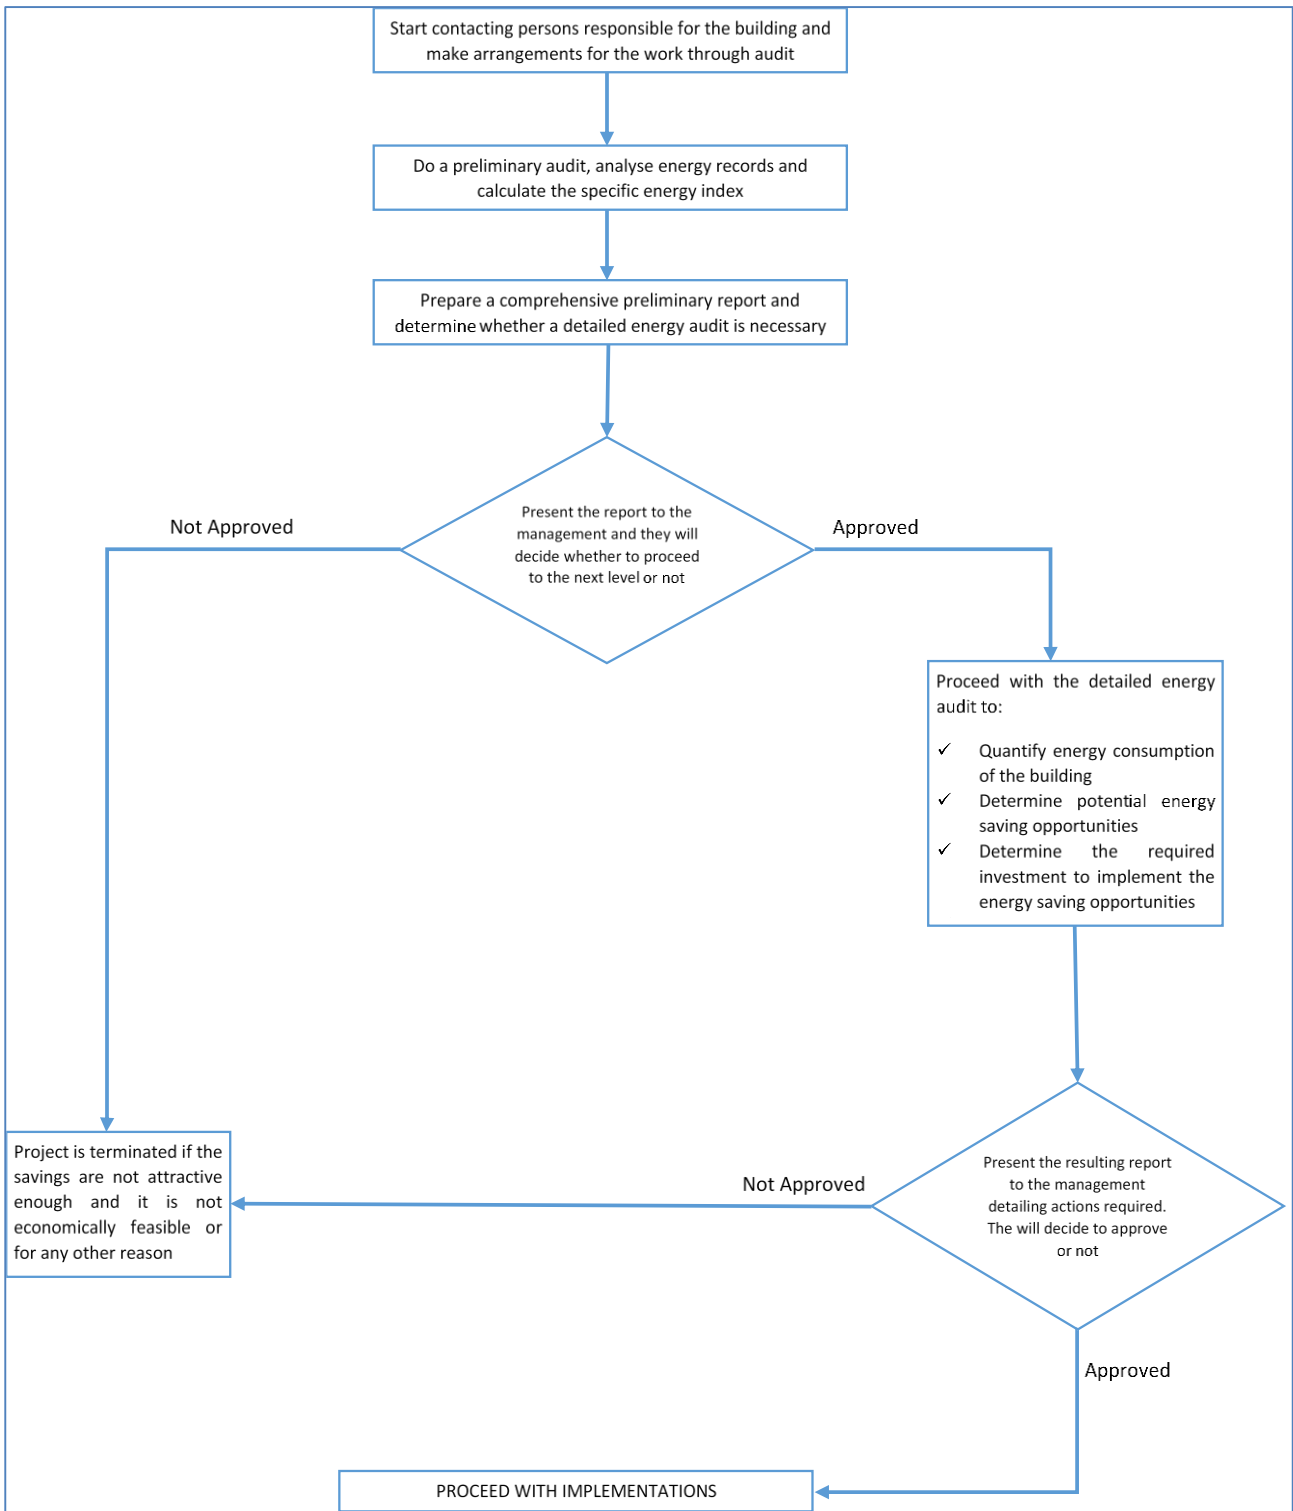 Start contacting persons responsible for the building and
make arrangements for the work through audit
Do a preliminary audit, analyse energy records and
calculate the specific energy index
Prepare a comprehensive preliminary report and
determine whether a detailed energy audit is necessary
Present the report to the
management and they will
decide whether to proceed
to the next level or not
Not Approved
Approved
Proceed with the detailed energy
audit to:
✓ Quantify energy consumption
of the building
✓ Determine potential energy
saving opportunities
✓ Determine the required
investment to implement the
energy saving opportunities
Project is terminated if the
savings are not attractive
enough and it is not
economically feasible or
for any other reason
Not Approved
Present the resulting report
to the management
detailing actions required.
The will decide to approve
or not
Approved
PROCEED WITH IMPLEMENTATIONS